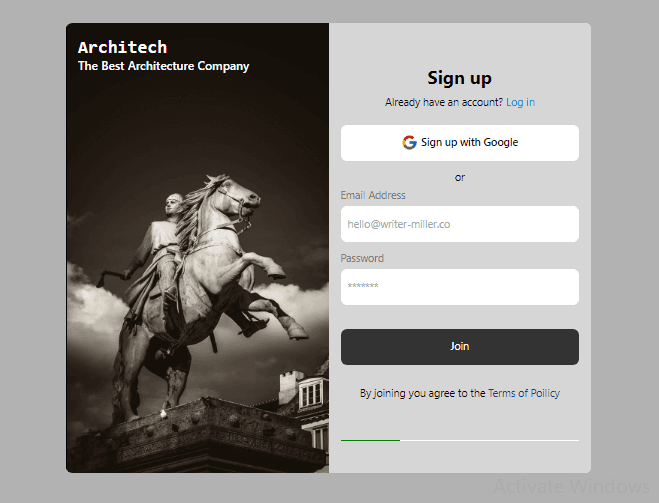 Architech
The Best Architecture Company
Sign up
Already have an account? Log in
Sign up with Google
or
Email Address
hello@writer-miller.co
Password
*******
Join
By joining you agree to the Terms of Poilicy
Activate Windows